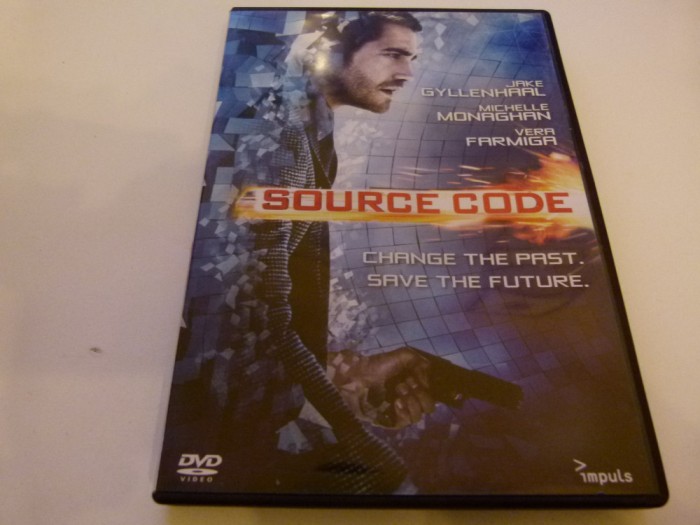 JAKE
GYLLENHAAL
MICHELLE
MONAGHAN
VERA
FARMIGA
SOURCE CODE
CHANGE THE PAST.
SAVE THE FUTURE.
DVD
VIDEO
impuls